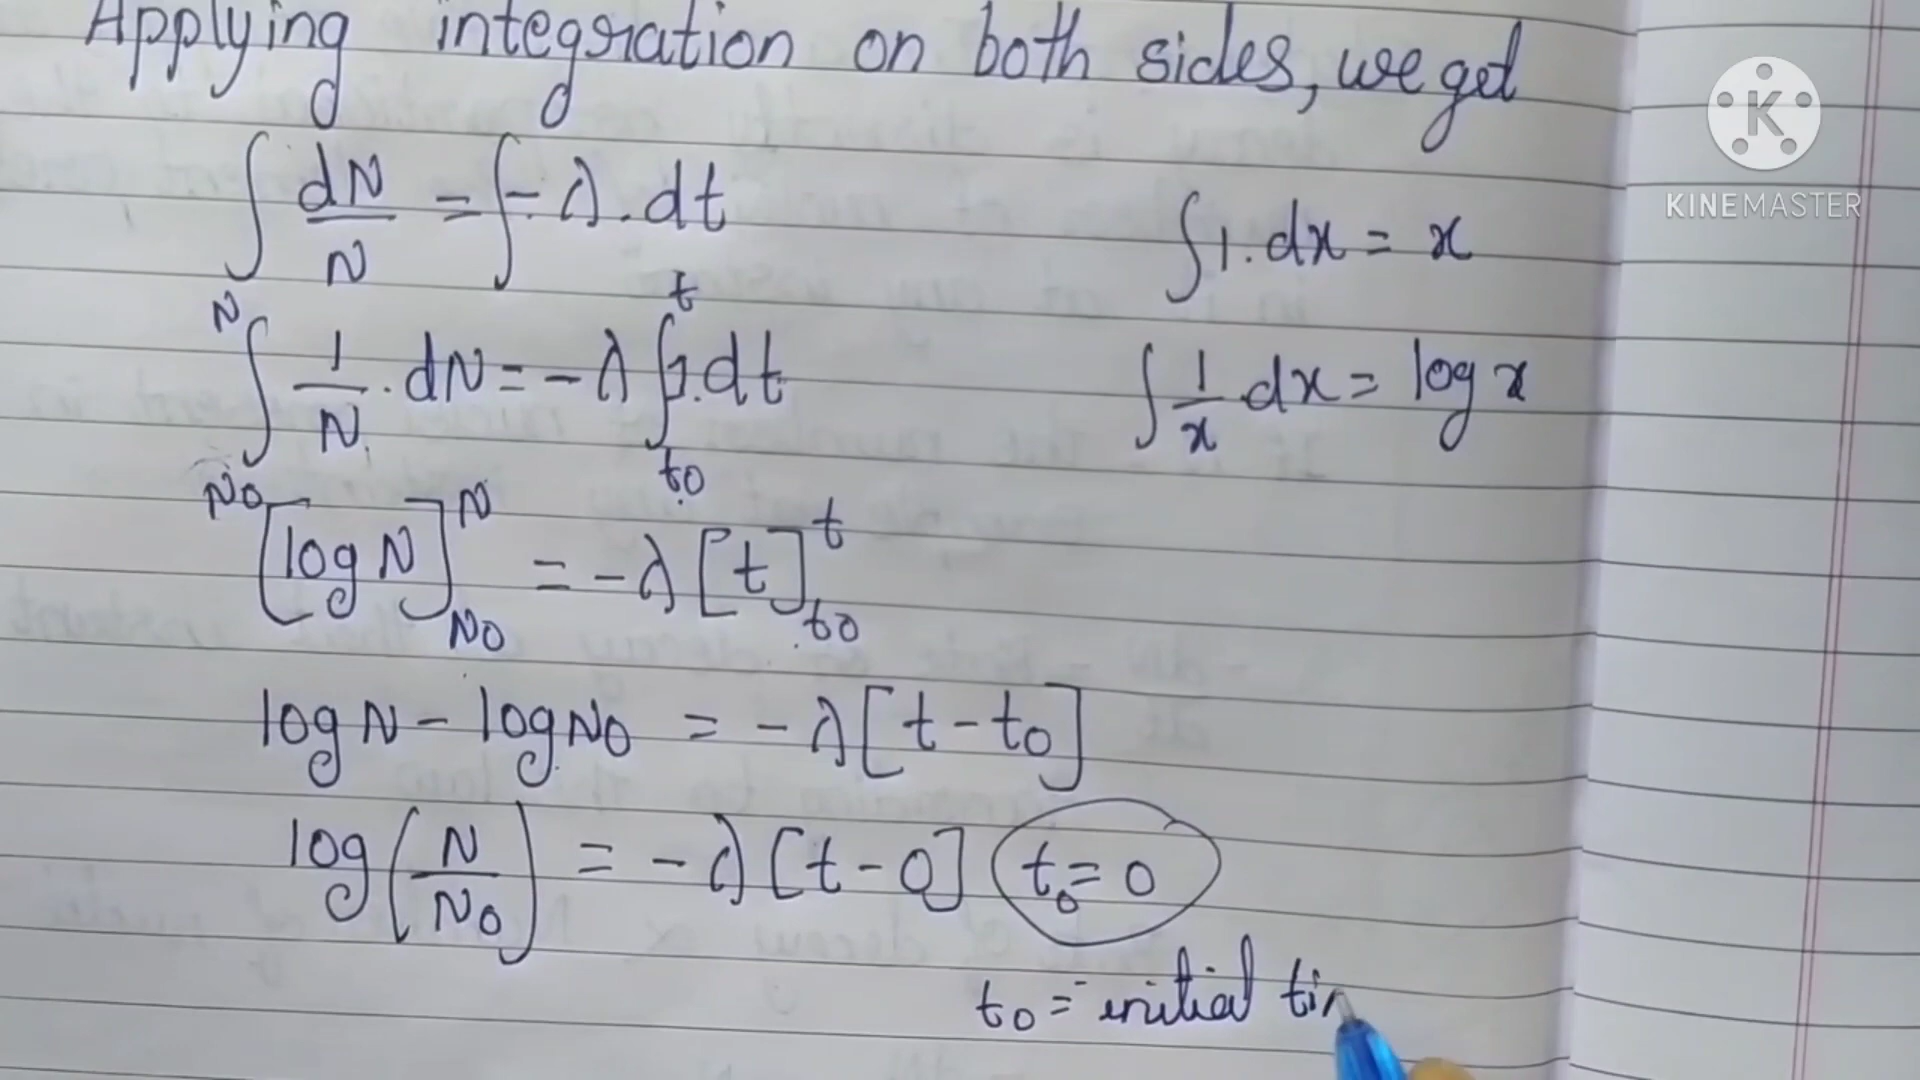 Applying integration on both sides, we get
∫ dN/N = ∫ -λ.dt
∫1.dx = x
∫_{N0}^{N} 1/N . dN = -λ ∫_{t0}^{t} 1.dt
∫ 1/x dx = log x
[log N]_{N0}^{N} = -λ [t]_{t0}^{t}
log N - log N0 = -λ [t - t0]
log (N/N0) = -λ [t - 0] t0 = 0
t0 = initial ti
K
KINEMASTER